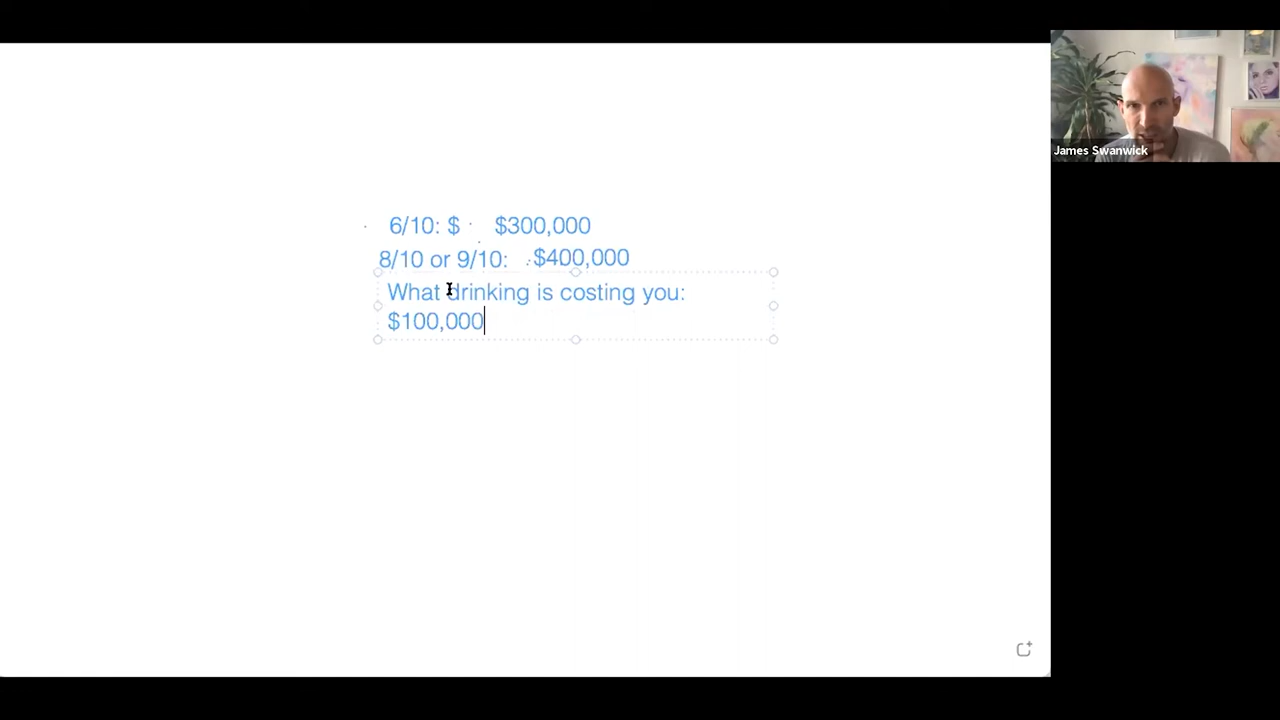 James Swanwick
6/10: $ $300,000
8/10 or 9/10: $400,000
What drinking is costing you:
$100,000